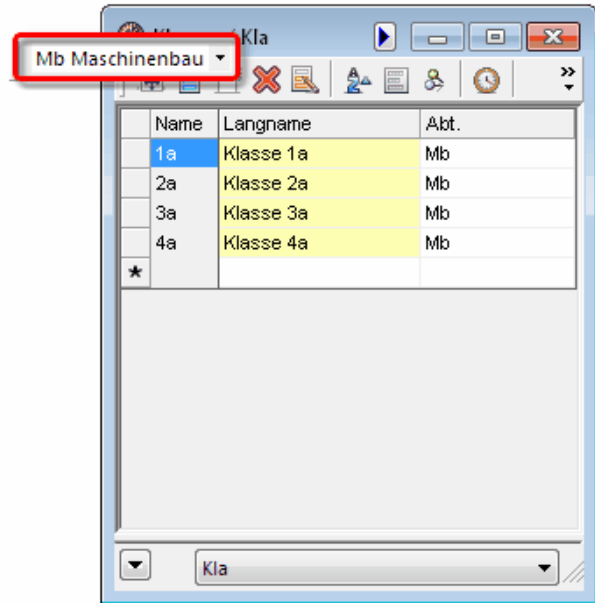 Kla
Mb Maschinenbau
Name Langname Abt.
1a Klasse 1a Mb
2a Klasse 2a Mb
3a Klasse 3a Mb
4a Klasse 4a Mb
Kla